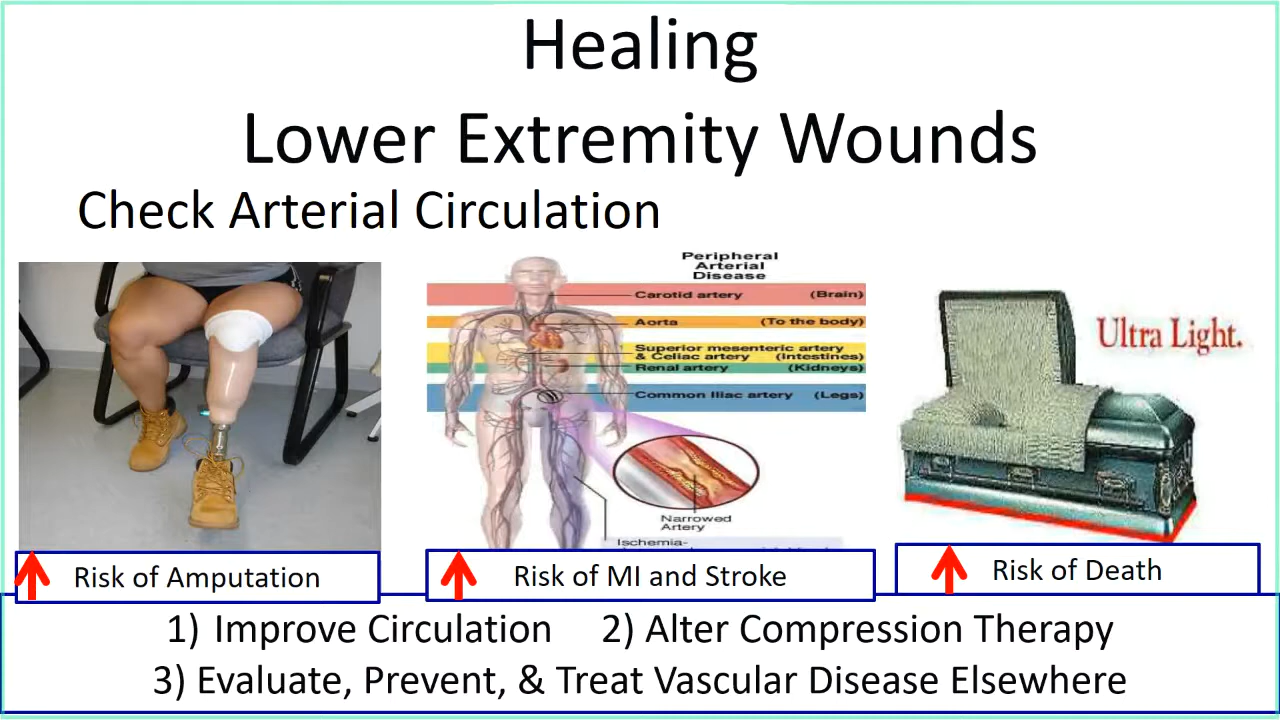 Healing
Lower Extremity Wounds
Check Arterial Circulation
Peripheral
Arterial
Disease
Carotid artery (Brain)
Aorta (To the body)
Superior mesenteric artery
& Celiac artery (Intestines)
Renal artery (Kidneys)
Common Iliac artery (Legs)
Narrowed
Artery
Ischemia-
Ultra Light.
Risk of Amputation
Risk of MI and Stroke
Risk of Death
1) Improve Circulation 2) Alter Compression Therapy
3) Evaluate, Prevent, & Treat Vascular Disease Elsewhere